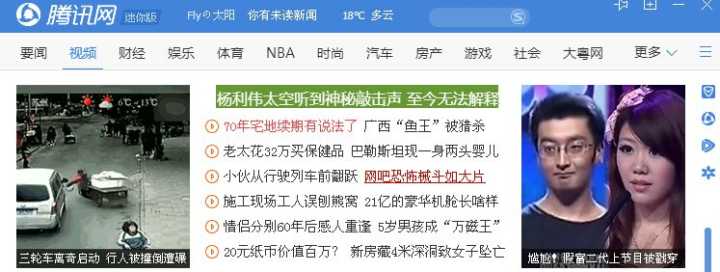 腾讯网 迷你版 Flyの太阳 你有未读新闻 18℃ 多云
要闻 视频 财经 娱乐 体育 NBA 时尚 汽车 房产 游戏 社会 大粤网 更多
杨利伟太空听到神秘敲击声 至今无法解释
70年宅地续期有说法了 广西“鱼王”被猎杀
老太花32万买保健品 巴勒斯坦现一身两头婴儿
小伙从行驶列车前翻跃 网吧恐怖械斗如大片
施工现场工人误刨熊窝 21亿的豪华机舱长啥样
情侣分别60年后感人重逢 5岁男孩成“万磁王”
20元纸币价值百万？ 新房藏4米深洞致女子坠亡
6℃~13℃
三轮车离奇启动 行人被撞倒遭碾
尴尬！假富二代上节目被戳穿